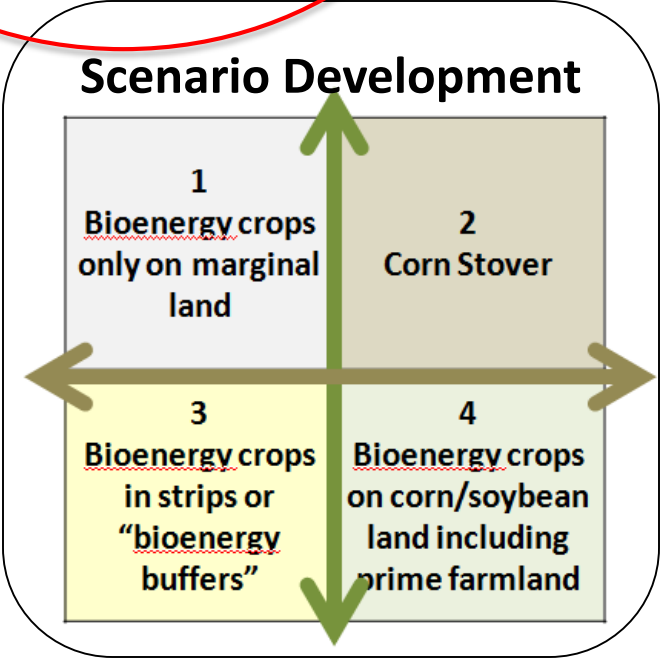 Scenario Development
1
Bioenergy crops
only on marginal
land
2
Corn Stover
3
Bioenergy crops
in strips or
“bioenergy
buffers”
4
Bioenergy crops
on corn/soybean
land including
prime farmland